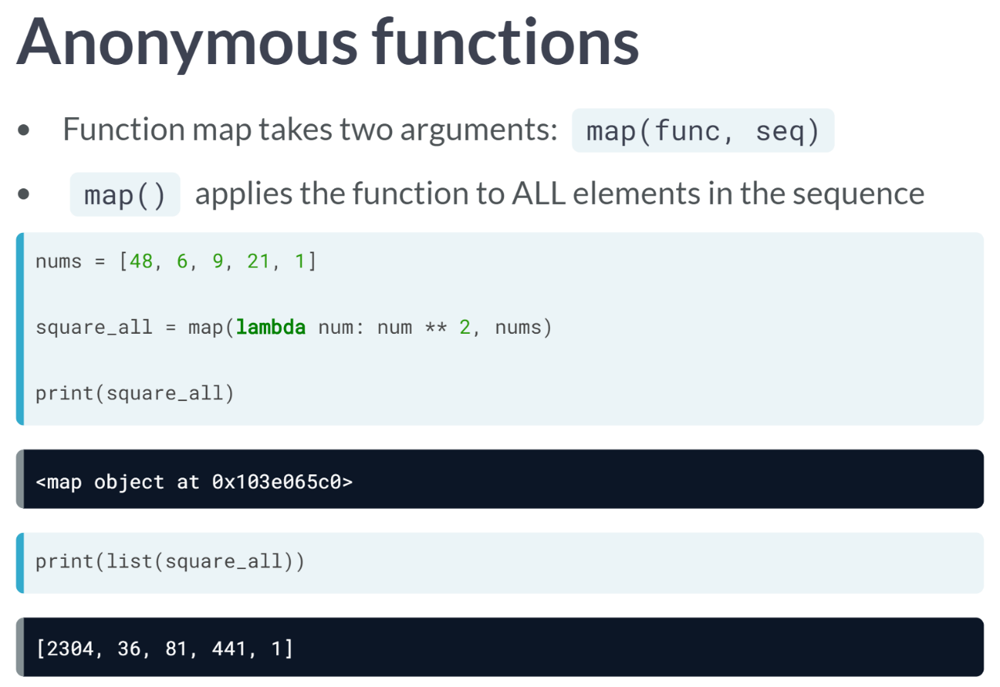 Anonymous functions
• Function map takes two arguments: map(func, seq)
• map() applies the function to ALL elements in the sequence
nums = [48, 6, 9, 21, 1]
square_all = map(lambda num: num ** 2, nums)
print(square_all)
<map object at 0x103e065c0>
print(list(square_all))
[2304, 36, 81, 441, 1]